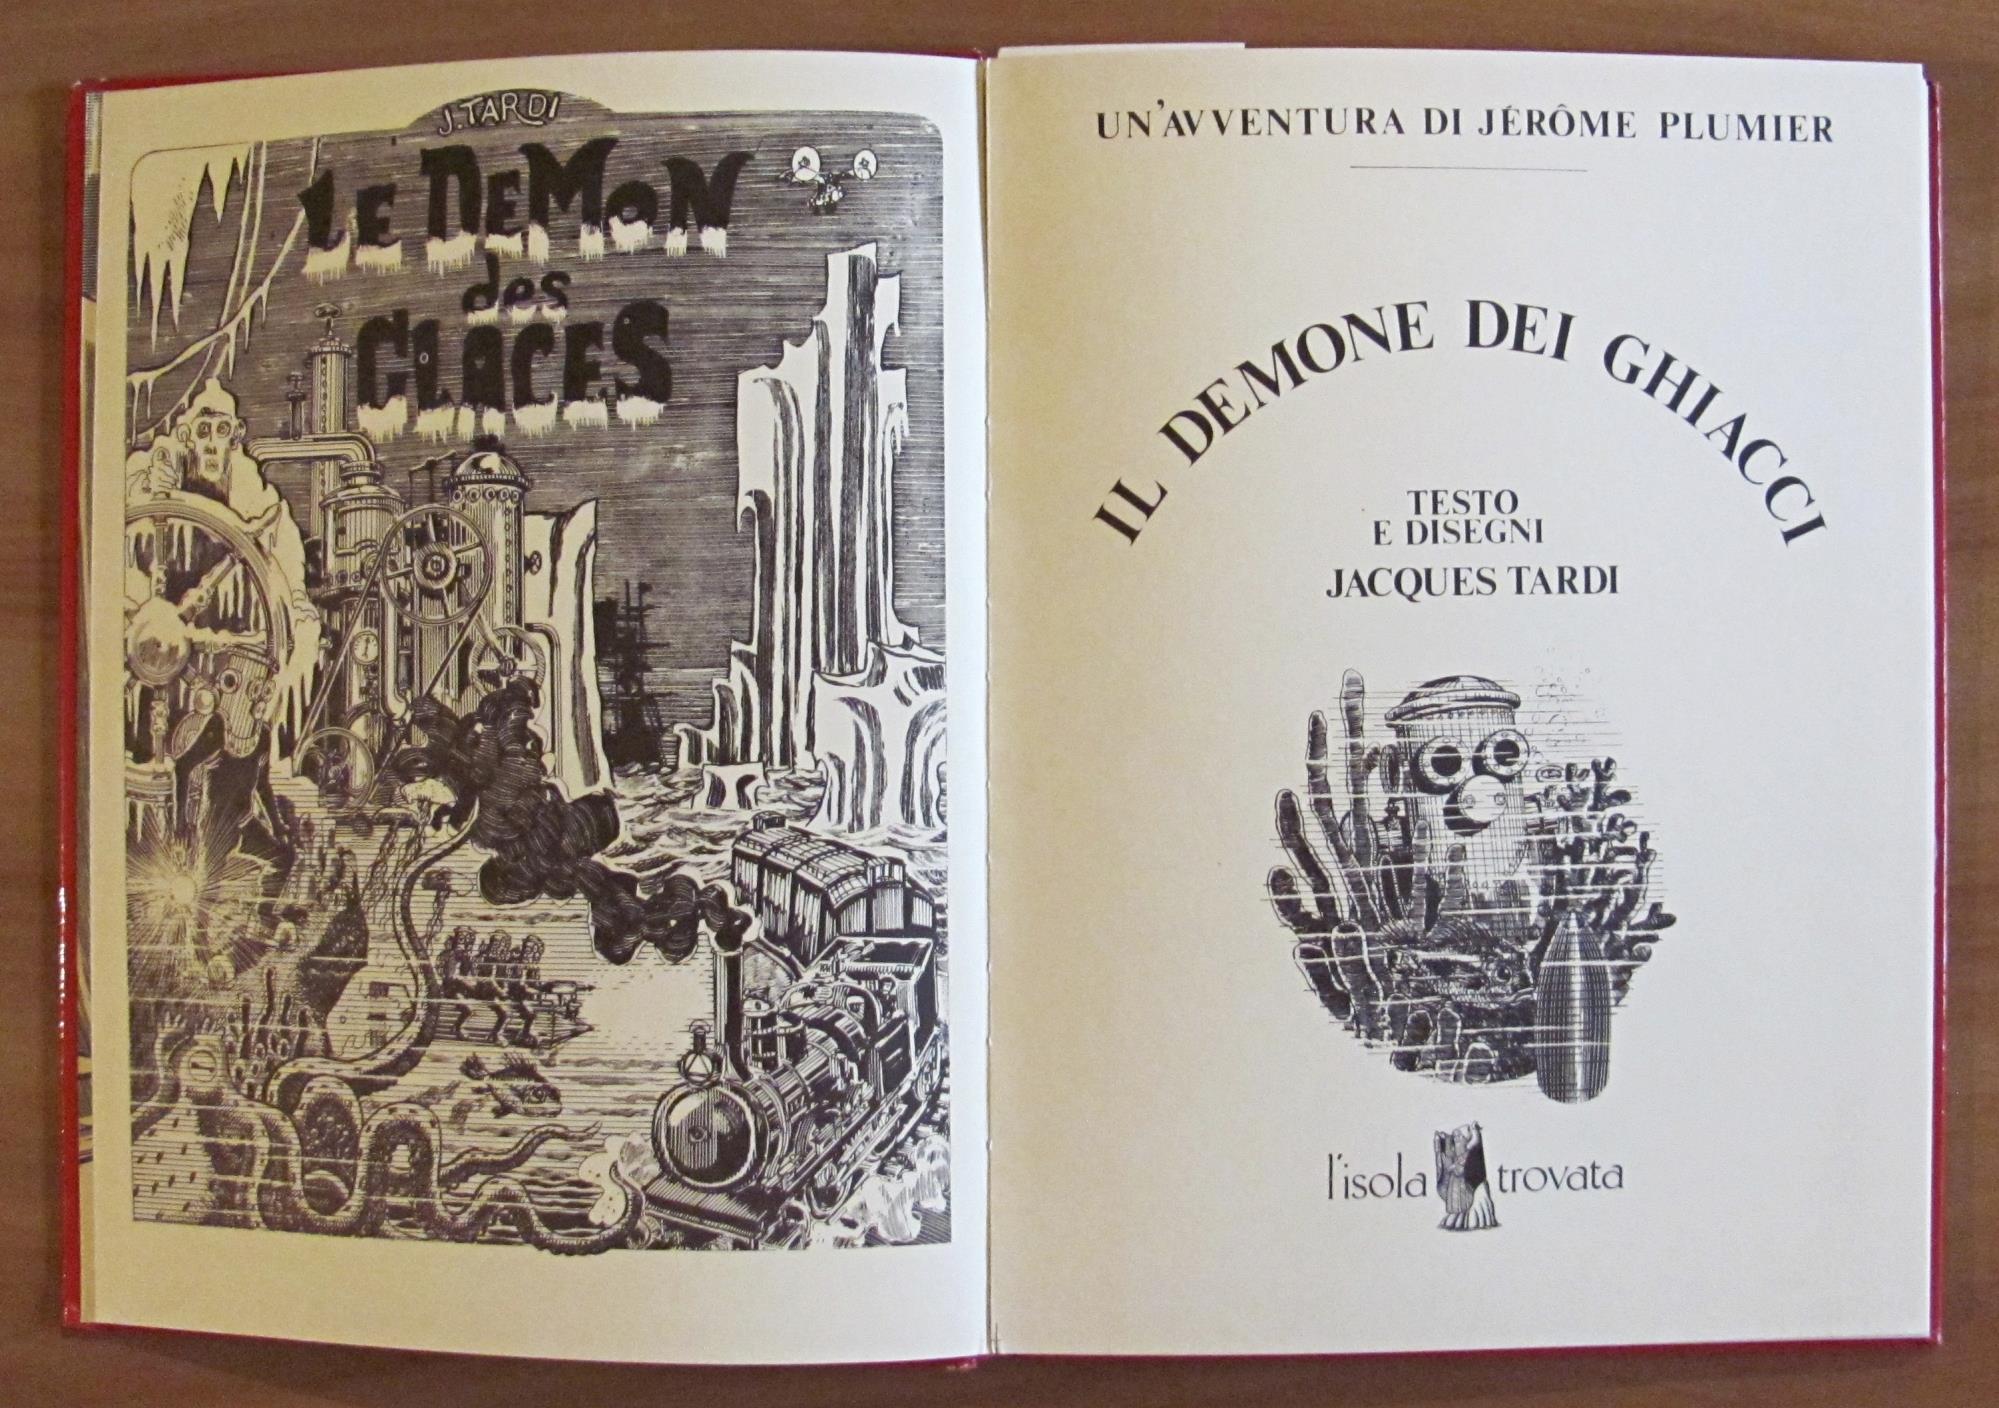 J. TARDI
LE DEMON
des
GLACES
UN'AVVENTURA DI JÉRÔME PLUMIER
IL DEMONE DEI GHIACCI
TESTO
E DISEGNI
JACQUES TARDI
l'isola trovata